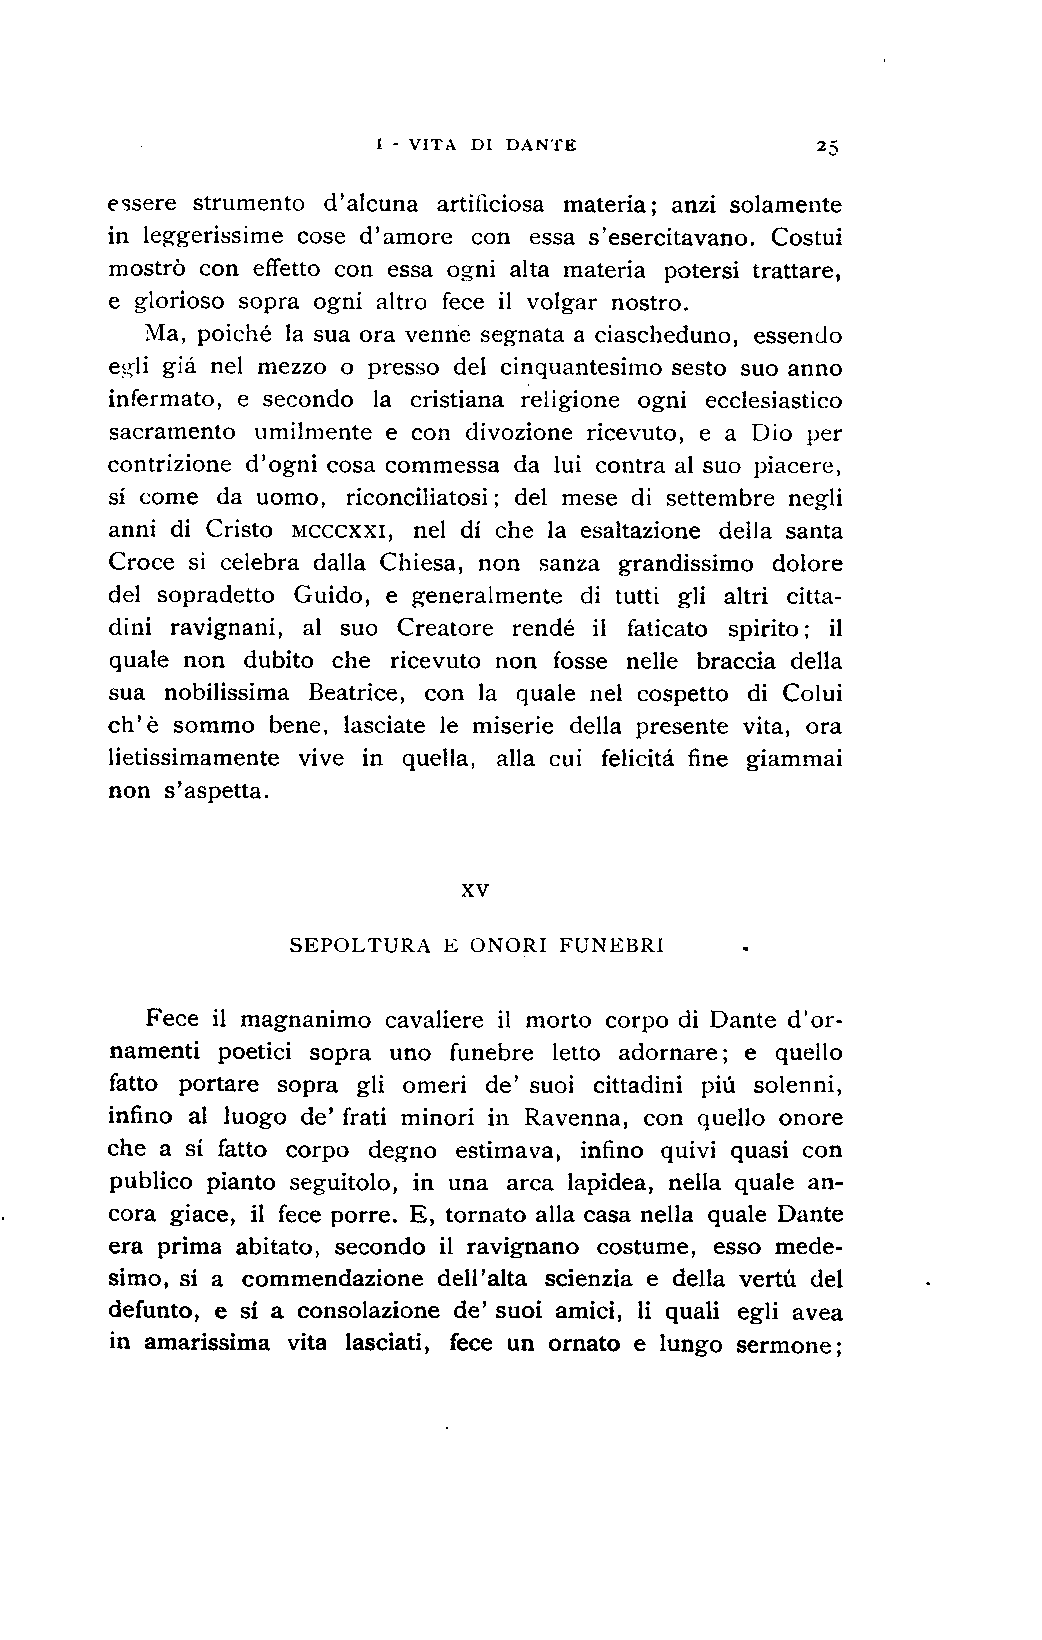 I - VITA DI DANTE 25
essere strumento d'alcuna artificiosa materia; anzi solamente
in leggerissime cose d'amore con essa s'esercitavano. Costui
mostrò con effetto con essa ogni alta materia potersi trattare,
e glorioso sopra ogni altro fece il volgar nostro.
Ma, poiché la sua ora venne segnata a ciascheduno, essendo
egli giá nel mezzo o presso del cinquantesimo sesto suo anno
infermato, e secondo la cristiana religione ogni ecclesiastico
sacramento umilmente e con divozione ricevuto, e a Dio per
contrizione d'ogni cosa commessa da lui contra al suo piacere,
sí come da uomo, riconciliatosi; del mese di settembre negli
anni di Cristo MCCCXXI, nel dí che la esaltazione della santa
Croce si celebra dalla Chiesa, non sanza grandissimo dolore
del sopradetto Guido, e generalmente di tutti gli altri citta-
dini ravignani, al suo Creatore rendé il faticato spirito; il
quale non dubito che ricevuto non fosse nelle braccia della
sua nobilissima Beatrice, con la quale nel cospetto di Colui
ch'è sommo bene, lasciate le miserie della presente vita, ora
lietissimamente vive in quella, alla cui felicitá fine giammai
non s'aspetta.
XV
SEPOLTURA E ONORI FUNEBRI
Fece il magnanimo cavaliere il morto corpo di Dante d'or-
namenti poetici sopra uno funebre letto adornare; e quello
fatto portare sopra gli omeri de' suoi cittadini piú solenni,
infino al luogo de' frati minori in Ravenna, con quello onore
che a sí fatto corpo degno estimava, infino quivi quasi con
publico pianto seguitolo, in una arca lapidea, nella quale an-
cora giace, il fece porre. E, tornato alla casa nella quale Dante
era prima abitato, secondo il ravignano costume, esso mede-
simo, sí a commendazione dell'alta scienzia e della vertú del
defunto, e sí a consolazione de' suoi amici, li quali egli avea
in amarissima vita lasciati, fece un ornato e lungo sermone;